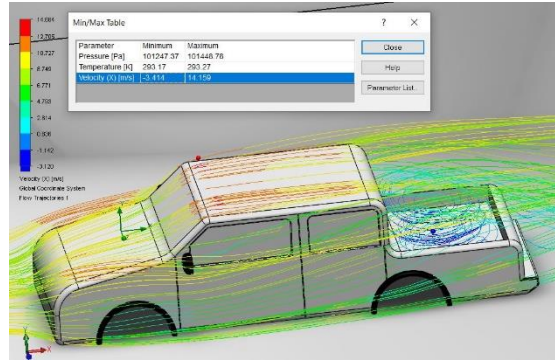 Min/Max Table
? ×
Parameter Minimum Maximum
Pressure [Pa] 101247.37 101446.76
Temperature [K] 293.17 293.27
Velocity (X) [m/s] -3.414 14.159
Close
Help
Parameter List..
12.705
10.727
8.749
6.771
4.793
2.814
0.836
-1.142
-3.120
Velocity (X) [m/s]
Global Coordinate System
Flow Trajectories 1
Y
X